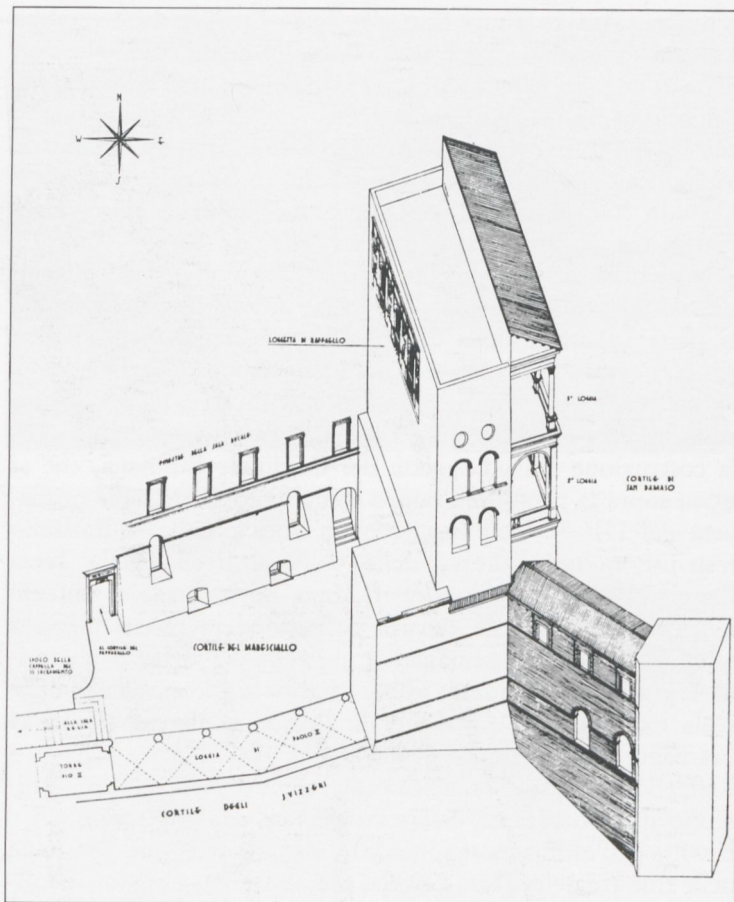 N
W E
S
LOGGETTA DI RAFFAELLO
FINESTRE DELLA SALA DUCALE
3ª LOGGIA
2ª LOGGIA
CORTILE DI
SAN DAMASO
AL CORTILE DEL
PAPPAGALLO
CORTILE DEL MARESCIALLO
CAPPELLA DEL
SS SACRAMENTO
ALLA SALA
REGIA
TORRE
PIO II
LOGGIA DI PAOLO II
CORTILE DEGLI SVIZZERI